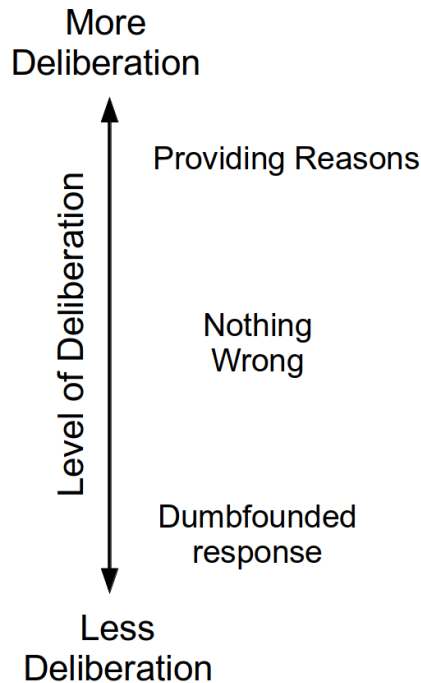 More
Deliberation
Providing Reasons
Level of Deliberation
Nothing
Wrong
Dumbfounded
response
Less
Deliberation